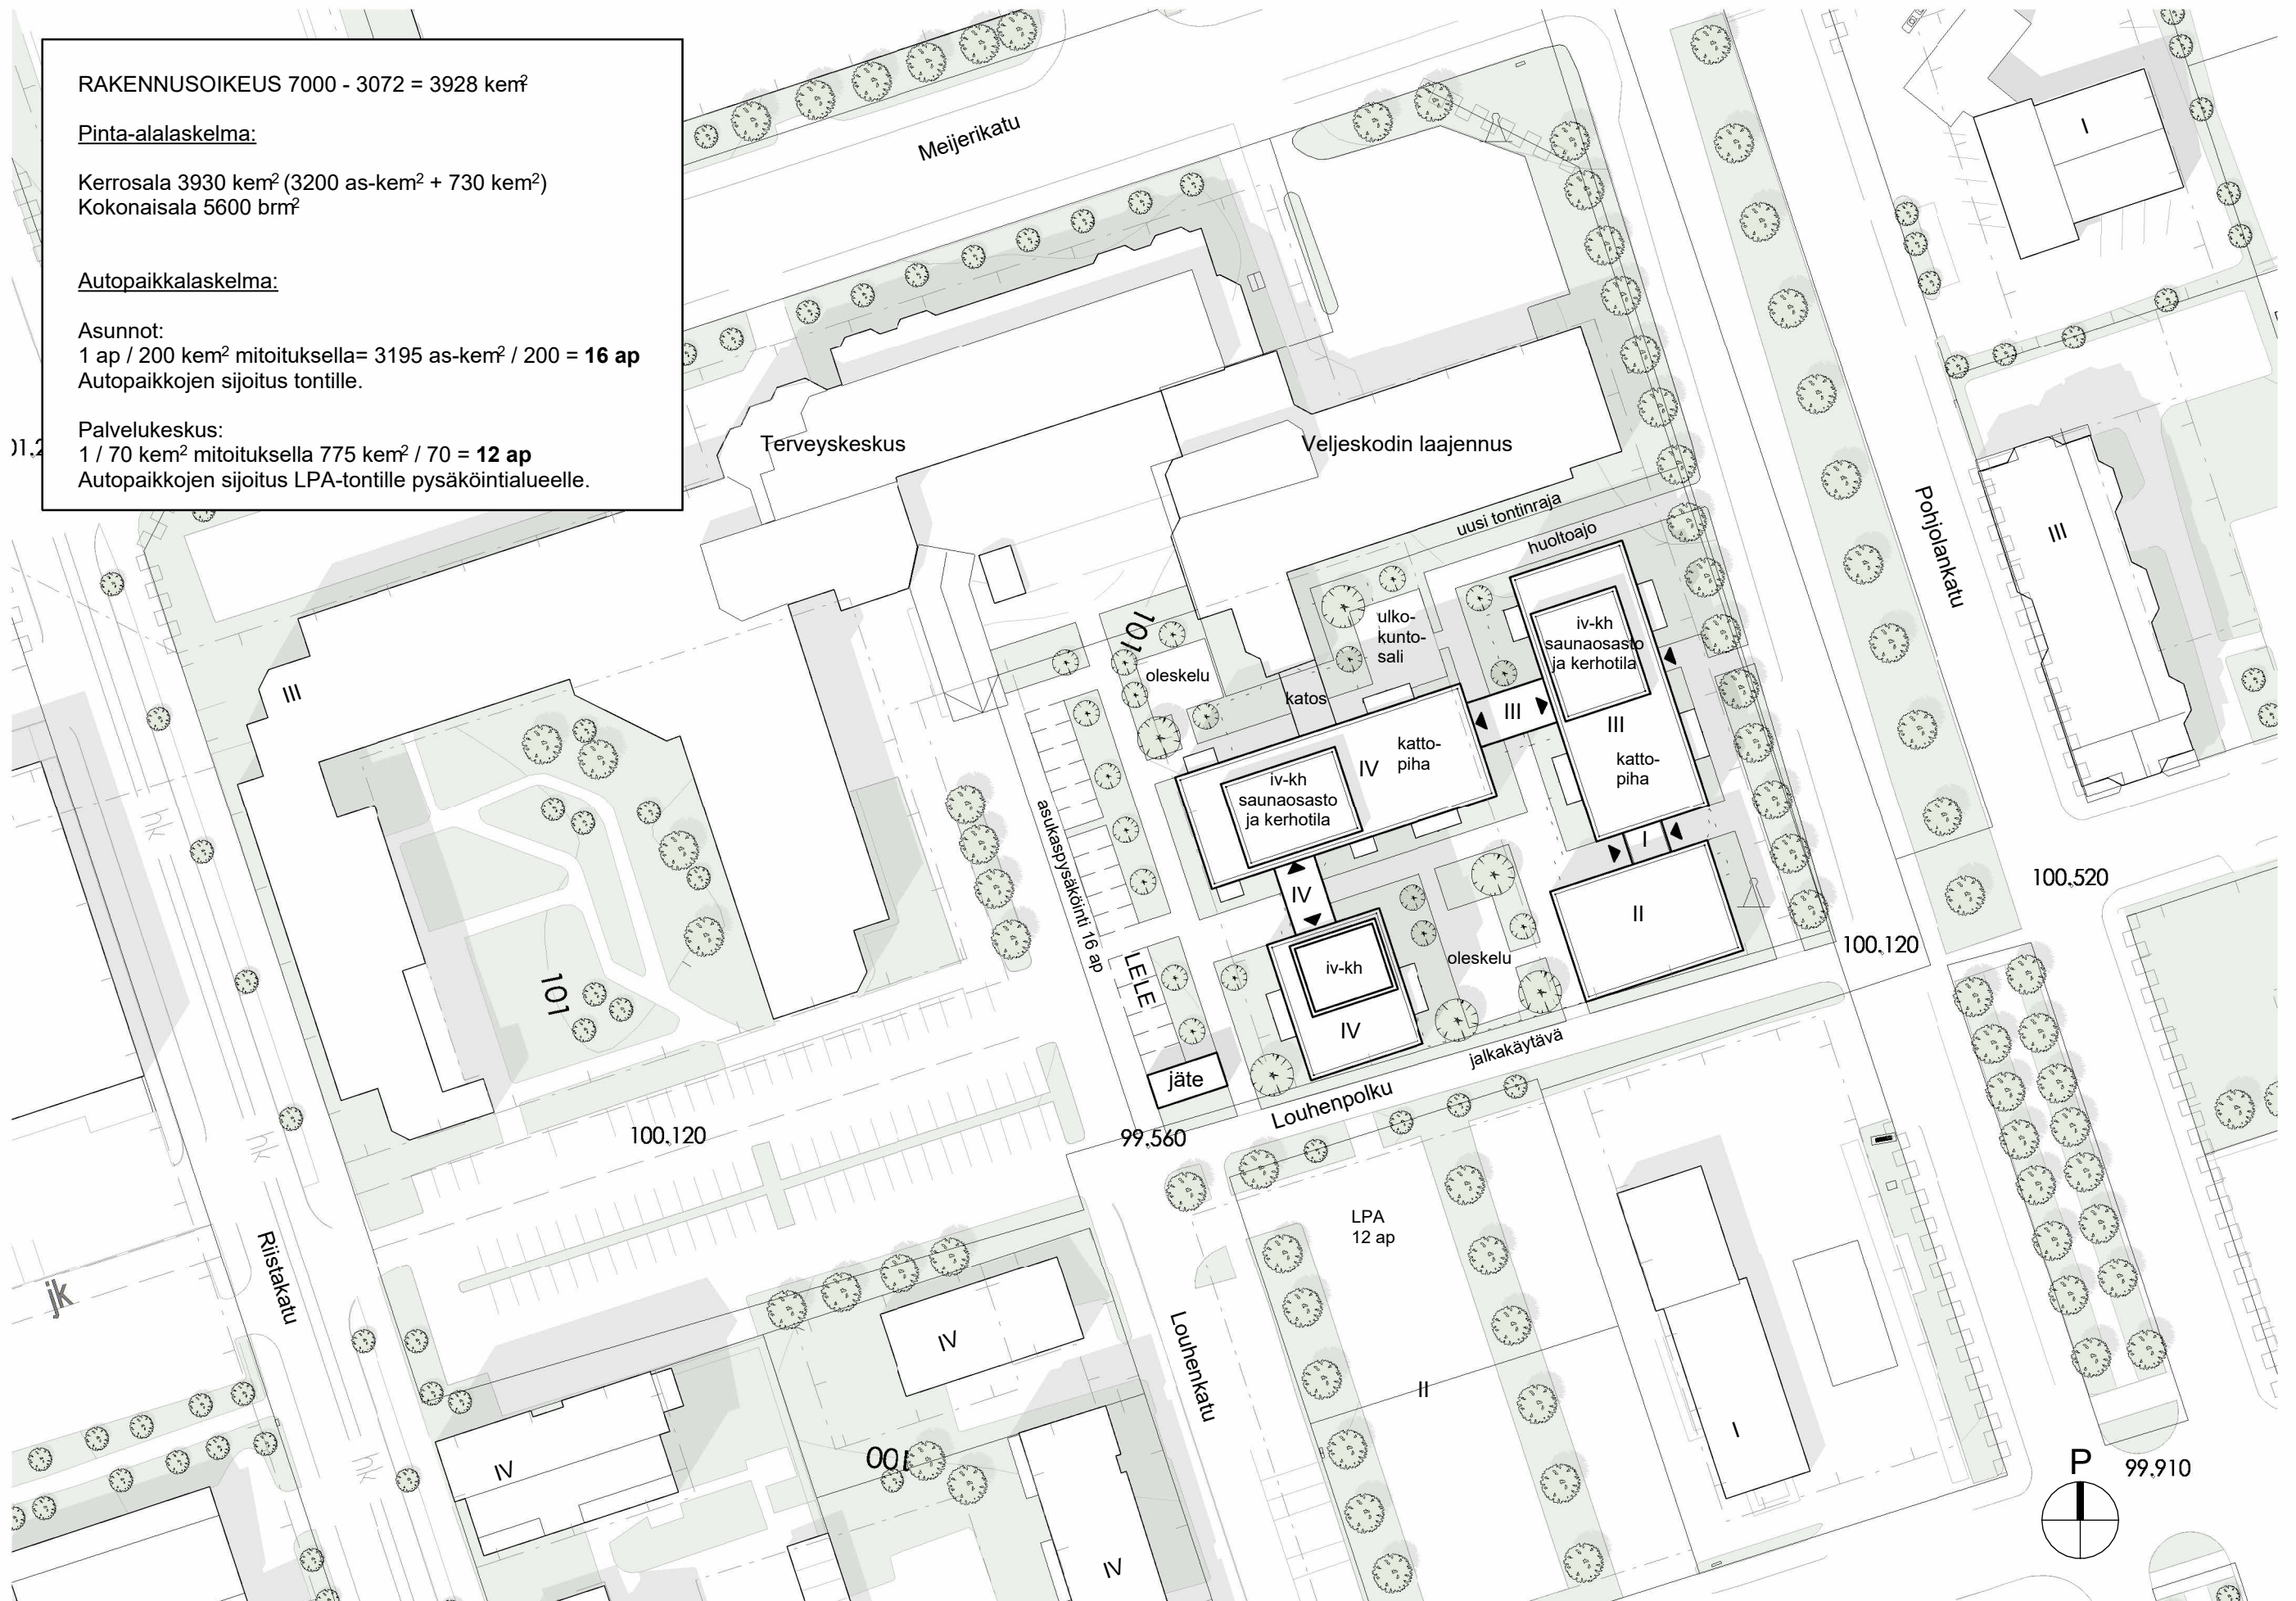 RAKENNUSOIKEUS 7000 - 3072 = 3928 kem²
Pinta-alalaskelma:
Kerrosala 3930 kem² (3200 as-kem² + 730 kem²)
Kokonaisala 5600 brm²
Autopaikkalaskelma:
Asunnot:
1 ap / 200 kem² mitoituksella= 3195 as-kem² / 200 = 16 ap
Autopaikkojen sijoitus tontille.
Palvelukeskus:
1 / 70 kem² mitoituksella 775 kem² / 70 = 12 ap
Autopaikkojen sijoitus LPA-tontille pysäköintialueelle.
Meijerikatu
I
Terveyskeskus
Veljeskodin laajennus
uusi tontinraja
huoltoajo
Pohjolankatu
III
101
oleskelu
ulko-
kunto-
sali
katos
iv-kh
saunaosasto
ja kerhotila
III
III
katto-
piha
III
katto-
piha
IV
iv-kh
saunaosasto
ja kerhotila
asukaspysäköinti 16 ap
I
IV
II
100.520
100.120
oleskelu
iv-kh
IV
LELE
101
jäte
jalkakäytävä
Louhenpolku
100.120
99.560
hk
hk
hk
LPA
12 ap
Riistakatu
jk
IV
Louhenkatu
II
I
IV
100
IV
P
99.910